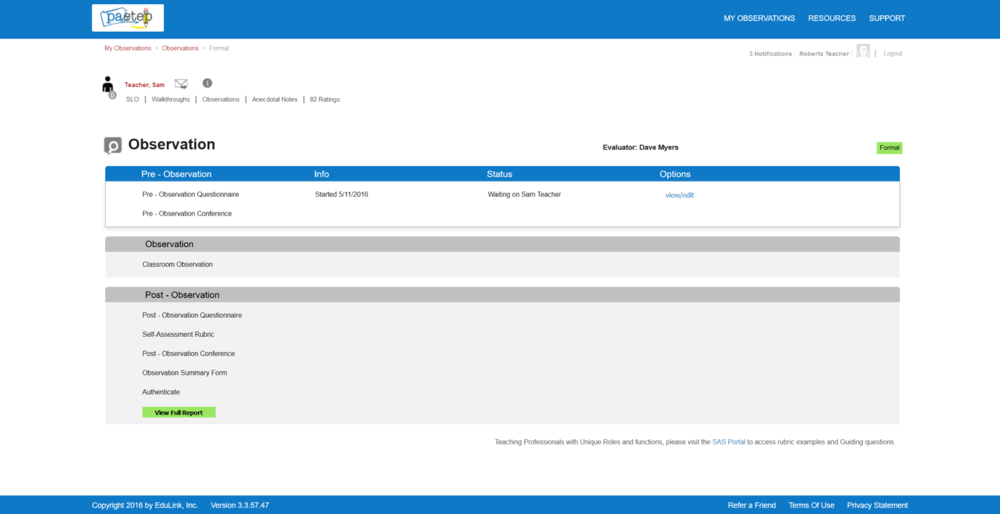 paetep
MY OBSERVATIONS RESOURCES SUPPORT
My Observations > Observations > Formal
3 Notifications | Roberts Teacher | ? | Logout
Teacher, Sam i
0
SLO | Walkthroughs | Observations | Anecdotal Notes | 82 Ratings
Observation Evaluator: Dave Myers Formal
Pre - Observation Info Status Options
Pre - Observation Questionnaire Started 5/11/2016 Waiting on Sam Teacher view/edit
Pre - Observation Conference
Observation
Classroom Observation
Post - Observation
Post - Observation Questionnaire
Self-Assessment Rubric
Post - Observation Conference
Observation Summary Form
Authenticate
View Full Report
Teaching Professionals with Unique Roles and functions, please visit the SAS Portal to access rubric examples and Guiding questions.
Copyright 2016 by EduLink, Inc. Version 3.3.57.47 Refer a Friend Terms Of Use Privacy Statement